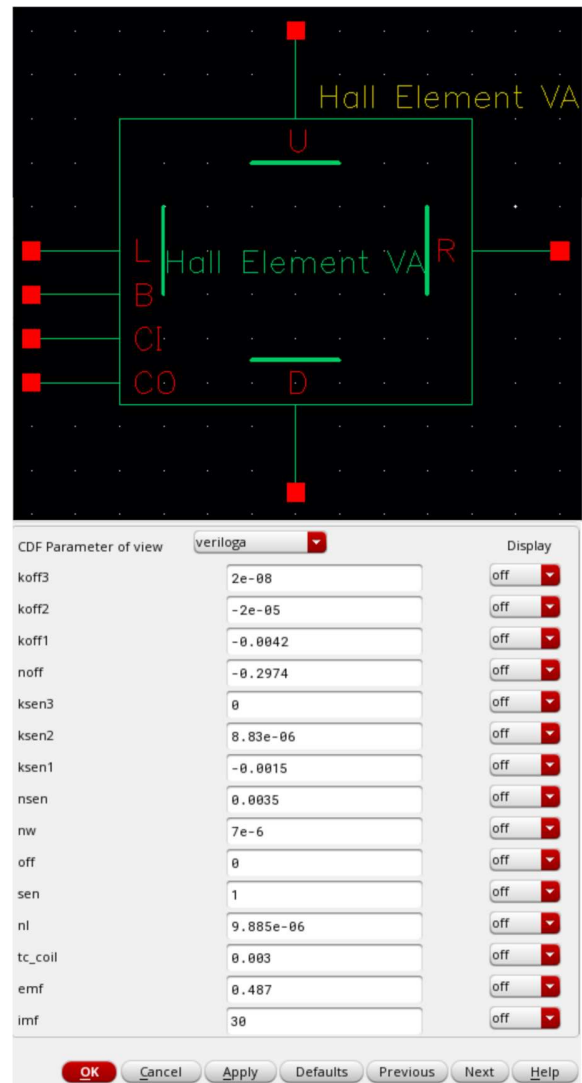 Hall Element VA
U
L Hall Element VA R
B
CI
CO D
CDF Parameter of view veriloga Display
koff3 2e-08 off
koff2 -2e-05 off
koff1 -0.0042 off
noff -0.2974 off
ksen3 0 off
ksen2 8.83e-06 off
ksen1 -0.0015 off
nsen 0.0035 off
nw 7e-6 off
off 0 off
sen 1 off
nl 9.885e-06 off
tc_coil 0.003 off
emf 0.487 off
imf 30 off
OK Cancel Apply Defaults Previous Next Help